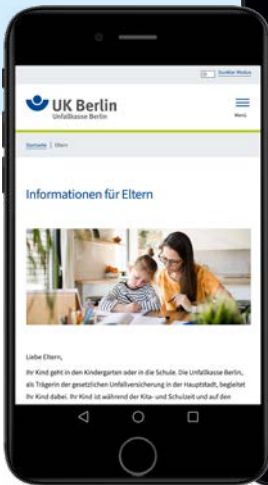 Dunkler Modus
UK Berlin
Unfallkasse Berlin
Menü
Startseite | Eltern
Informationen für Eltern
Liebe Eltern,
Ihr Kind geht in den Kindergarten oder in die Schule. Die Unfallkasse Berlin,
als Trägerin der gesetzlichen Unfallversicherung in der Hauptstadt, begleitet
Ihr Kind dabei. Ihr Kind ist während der Kita- und Schulzeit und auf den